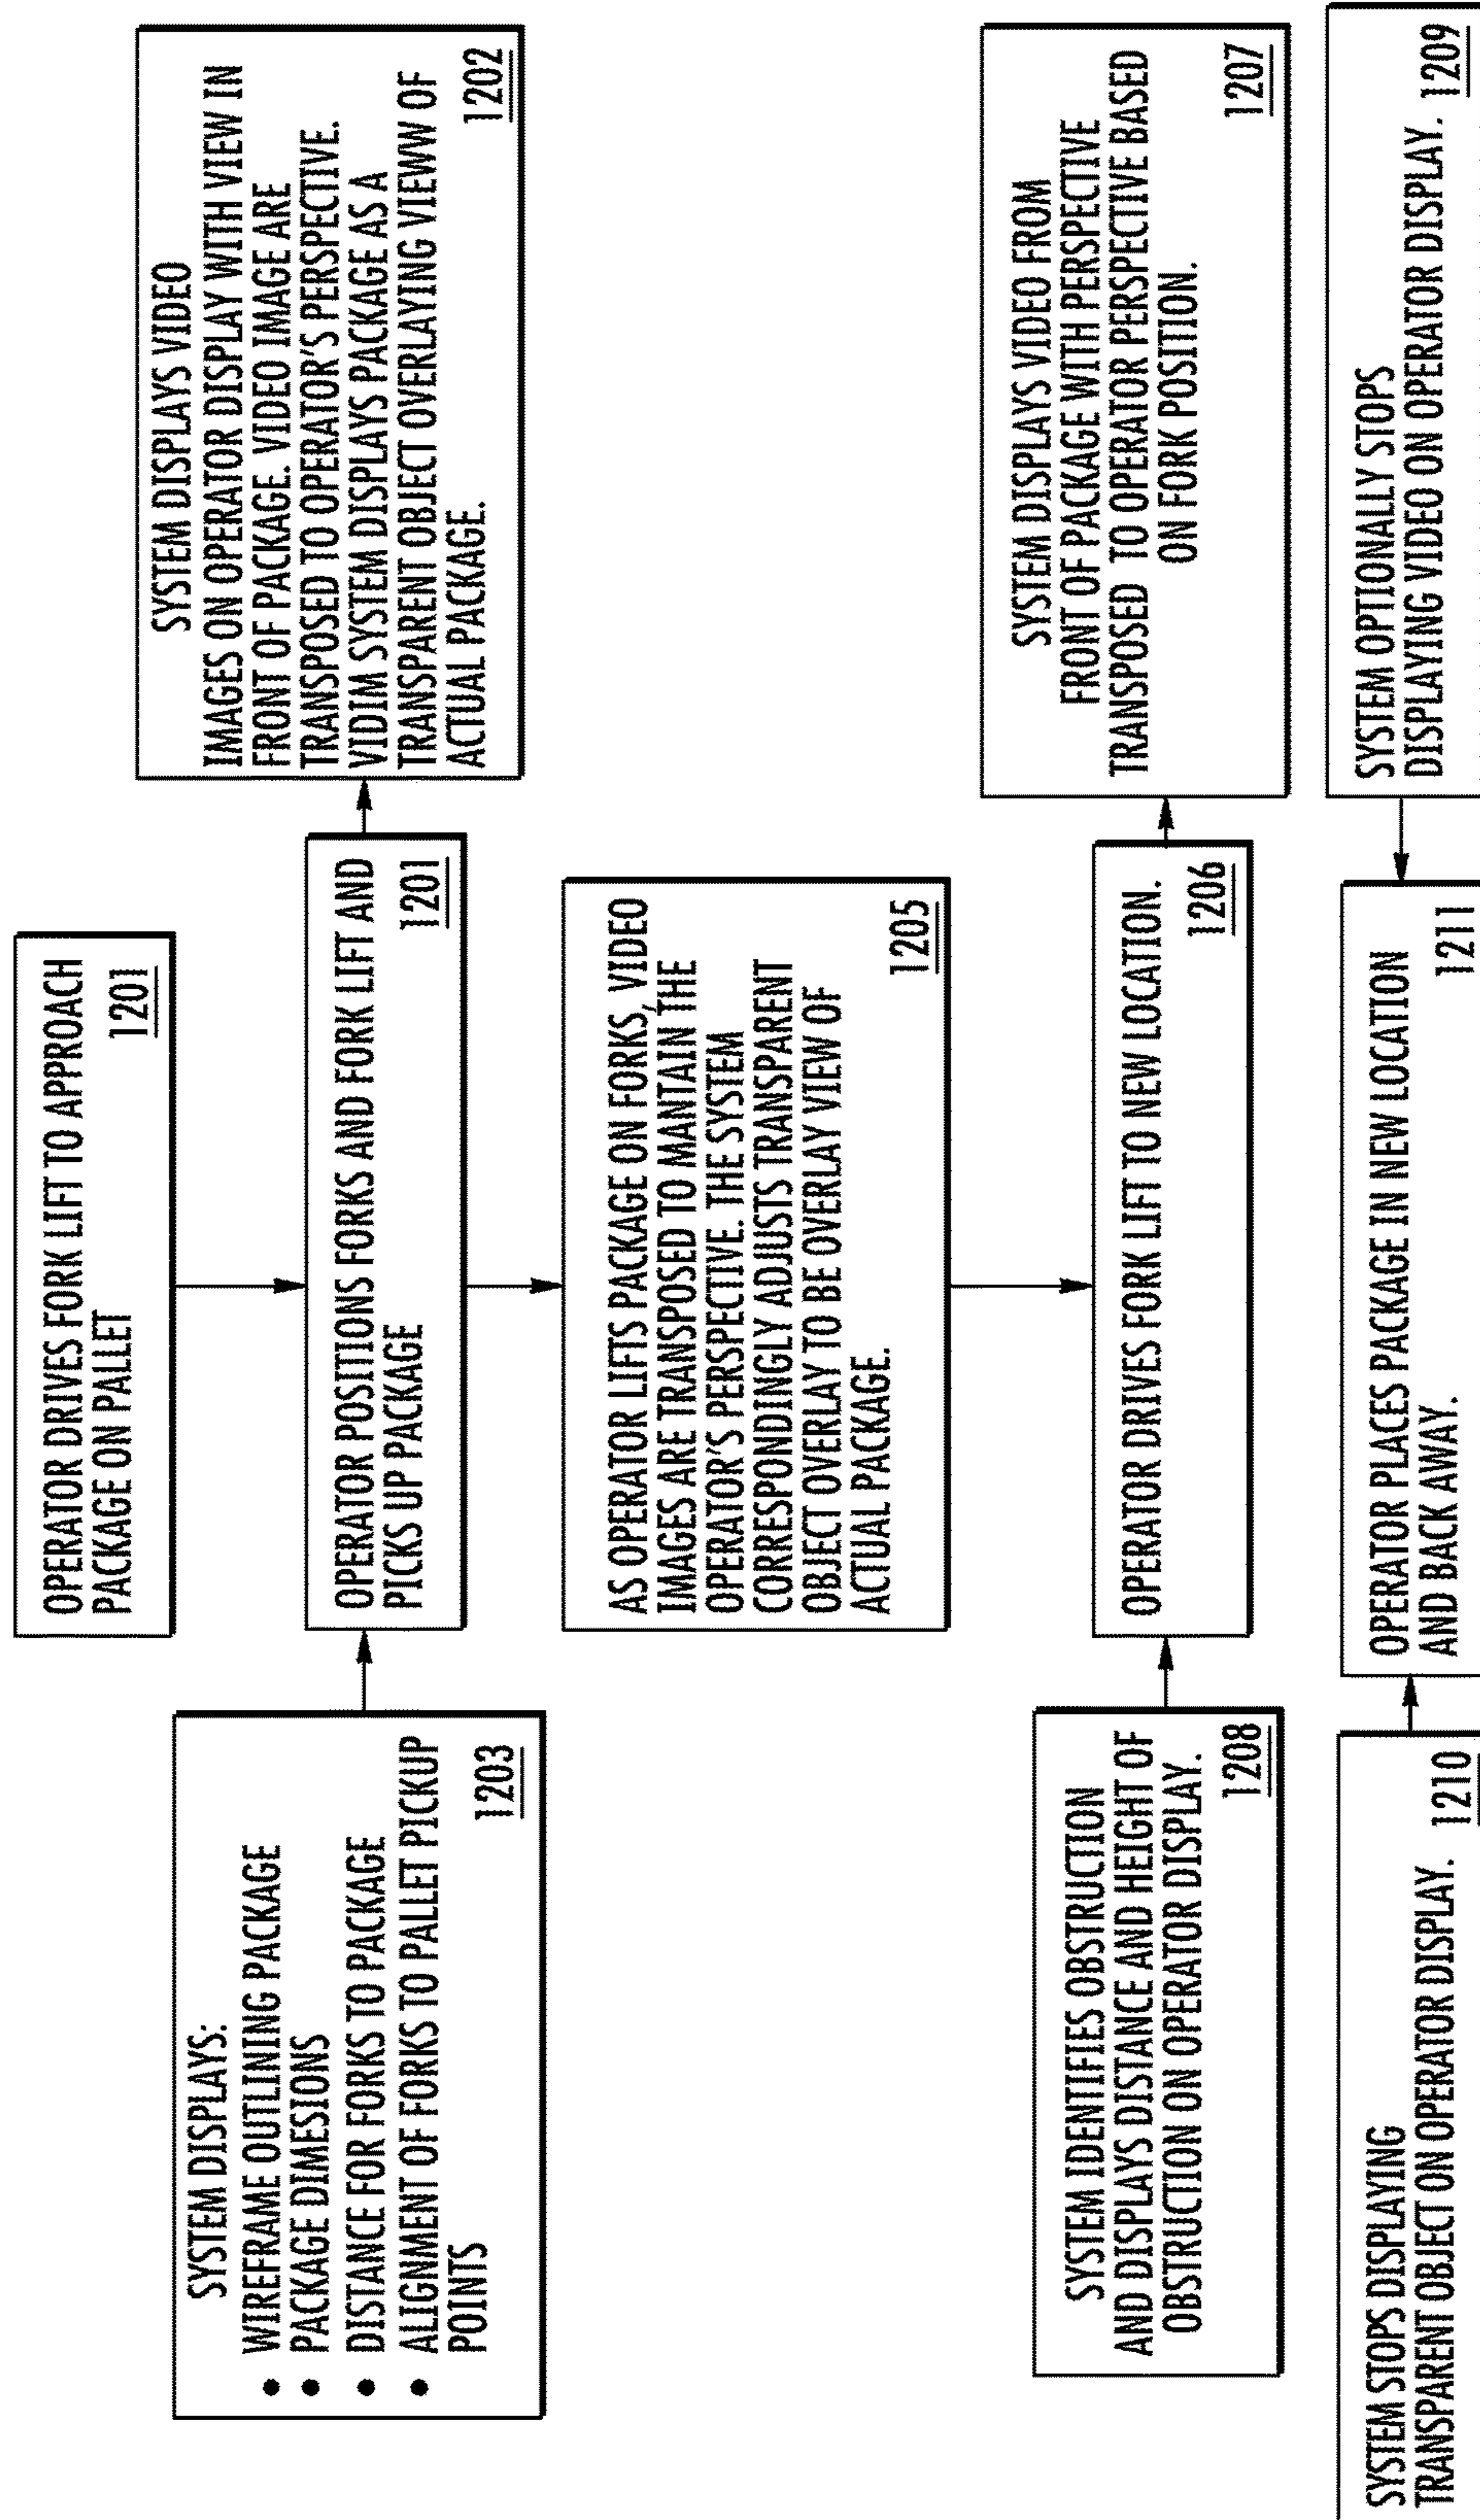 OPERATOR DRIVES FORK LIFT TO APPROACH
PACKAGE ON PALLET
1201
SYSTEM DISPLAYS:
• WIREFRAME OUTLINING PACKAGE
• PACKAGE DIMESIONS
• DISTANCE FOR FORKS TO PACKAGE
• ALIGNMENT OF FORKS TO PALLET PICKUP
POINTS
1203
OPERATOR POSITIONS FORKS AND FORK LIFT AND
PICKS UP PACKAGE
1201
SYSTEM DISPLAYS VIDEO
IMAGES ON OPERATOR DISPLAY WITH VIEW IN
FRONT OF PACKAGE. VIDEO IMAGE ARE
TRANSPOSED TO OPERATOR'S PERSPECTIVE.
VIDIM SYSTEM DISPLAYS PACKAGE AS A
TRANSPARENT OBJECT OVERLAYING VIEWW OF
ACTUAL PACKAGE.
1202
AS OPERATOR LIFTS PACKAGE ON FORKS, VIDEO
IMAGES ARE TRANSPOSED TO MANTAIN THE
OPERATOR'S PERSPECTIVE. THE SYSTEM
CORRESPONDINGLY ADJUSTS TRANSPARENT
OBJECT OVERLAY TO BE OVERLAY VIEW OF
ACTUAL PACKAGE.
1205
SYSTEM IDENTIFIES OBSTRUCTION
AND DISPLAYS DISTANCE AND HEIGHT OF
OBSTRUCTION ON OPERATOR DISPLAY.
1208
OPERATOR DRIVES FORK LIFT TO NEW LOCATION.
1206
SYSTEM DISPLAYS VIDEO FROM
FRONT OF PACKAGE WITH PERSPECTIVE
TRANSPOSED TO OPERATOR PERSPECTIVE BASED
ON FORK POSITION.
1207
SYSTEM STOPS DISPLAYING
TRANSPARENT OBJECT ON OPERATOR DISPLAY.
1210
OPERATOR PLACES PACKAGE IN NEW LOCATION
AND BACK AWAY.
1211
SYSTEM OPTIONALLY STOPS
DISPLAYING VIDEO ON OPERATOR DISPLAY.
1209